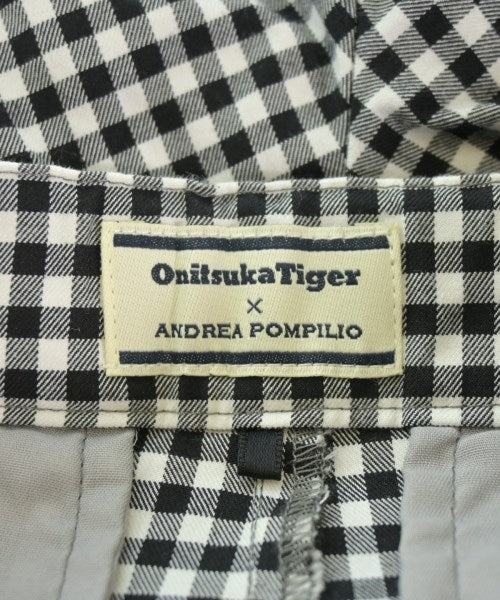 OnitsukaTiger
×
ANDREA POMPILIO